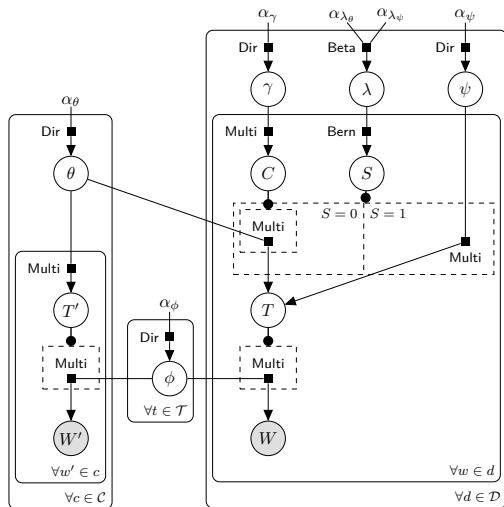 α_γ α_{λ_θ} α_{λ_ψ} α_ψ
Dir Beta Dir
γ λ ψ
α_θ
Dir Multi Bern
θ C S
S = 0 S = 1
Multi
Multi Multi
T′ α_ϕ T
Dir
Multi ϕ Multi
∀t ∈ 𝒯
W′ W
∀w′ ∈ c ∀w ∈ d
∀c ∈ 𝒞 ∀d ∈ 𝒟